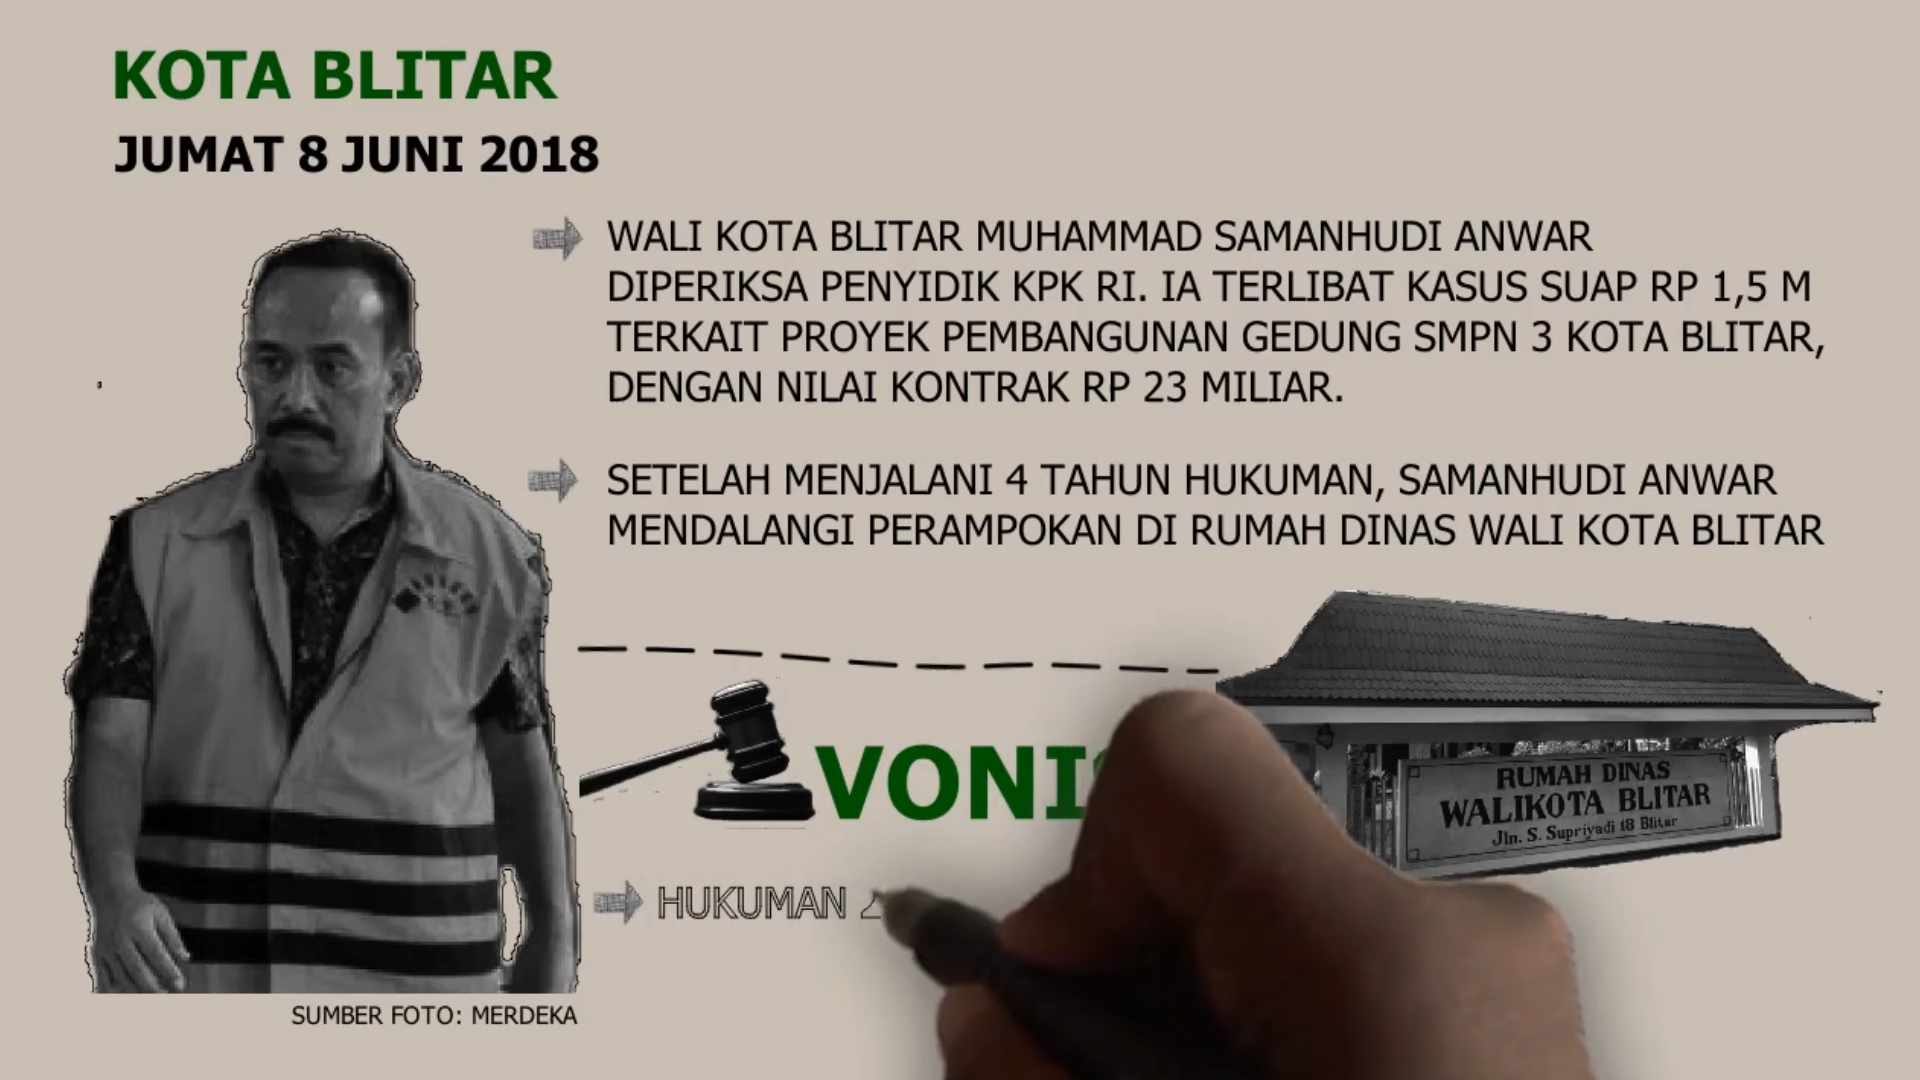 KOTA BLITAR
JUMAT 8 JUNI 2018
WALI KOTA BLITAR MUHAMMAD SAMANHUDI ANWAR
DIPERIKSA PENYIDIK KPK RI. IA TERLIBAT KASUS SUAP RP 1,5 M
TERKAIT PROYEK PEMBANGUNAN GEDUNG SMPN 3 KOTA BLITAR,
DENGAN NILAI KONTRAK RP 23 MILIAR.
SETELAH MENJALANI 4 TAHUN HUKUMAN, SAMANHUDI ANWAR
MENDALANGI PERAMPOKAN DI RUMAH DINAS WALI KOTA BLITAR
RUMAH DINAS
WALIKOTA BLITAR
Jln. S. Supriyadi 18 Blitar
HUKUMAN
SUMBER FOTO: MERDEKA